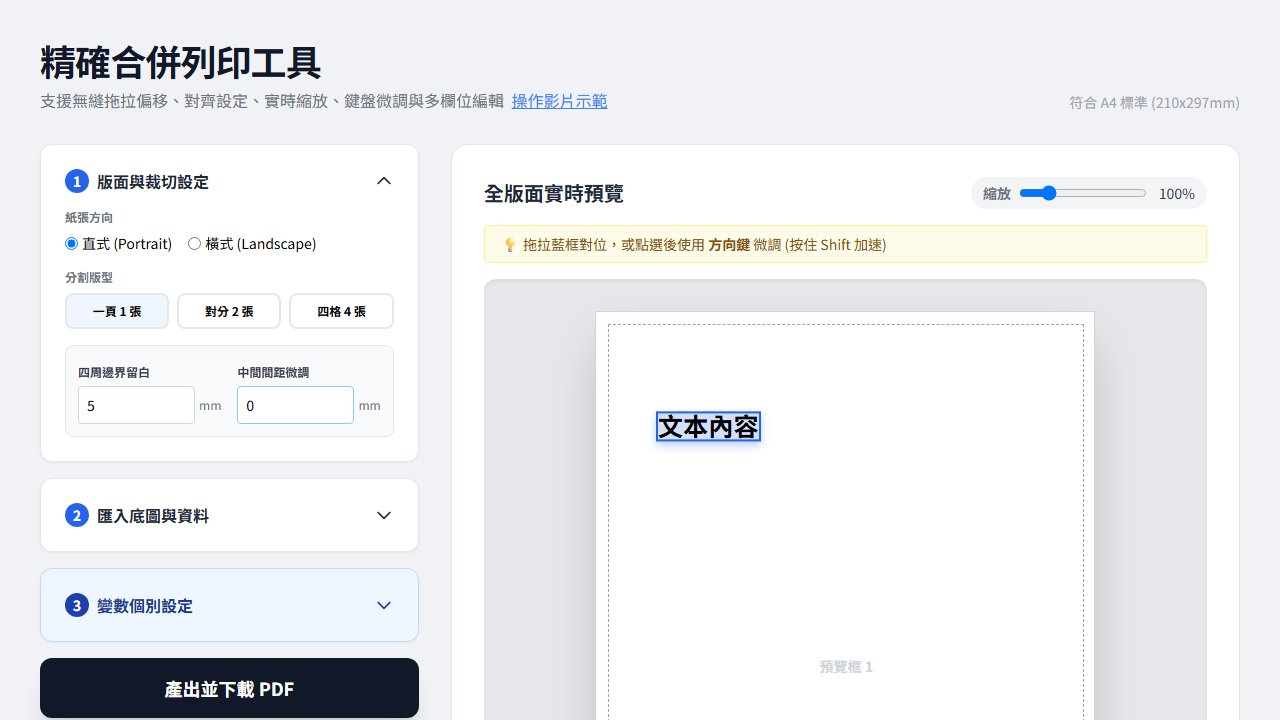 精確合併列印工具
支援無縫拖拉偏移、對齊設定、實時縮放、鍵盤微調與多欄位編輯 操作影片示範
符合 A4 標準 (210x297mm)
1 版面與裁切設定
紙張方向
直式 (Portrait) 橫式 (Landscape)
分割版型
一頁 1 張 對分 2 張 四格 4 張
四周邊界留白 中間間距微調
5 mm 0 mm
2 匯入底圖與資料
3 變數個別設定
產出並下載 PDF
全版面實時預覽
縮放 100%
💡 拖拉藍框對位，或點選後使用 方向鍵 微調 (按住 Shift 加速)
文本內容
預覽框 1